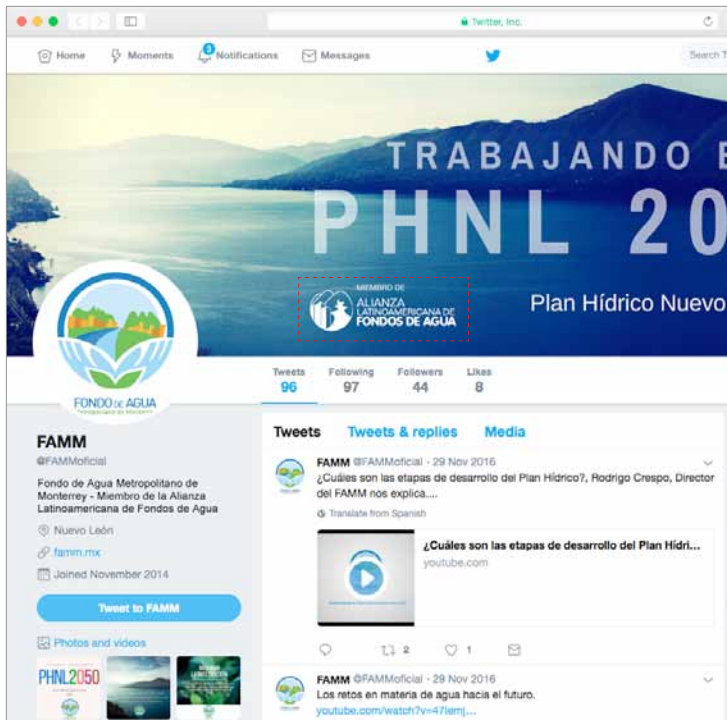 Twitter, Inc.
Home
Moments
3
Notifications
Messages
Search T
TRABAJANDO E
PHNL 20
MIEMBRO DE
ALIANZA
LATINOAMERICANA DE
FONDOS DE AGUA
Plan Hídrico Nuevo
FONDO DE AGUA
Tweets
96
Following
97
Followers
44
Likes
8
FAMM
@FAMMoficial
Fondo de Agua Metropolitano de
Monterrey - Miembro de la Alianza
Latinoamericana de Fondos de Agua
Nuevo León
famm.mx
Joined November 2014
Tweet to FAMM
Photos and videos
PHNL2050
Tweets
Tweets & replies
Media
FAMM @FAMMoficial · 29 Nov 2016
¿Cuáles son las etapas de desarrollo del Plan Hídrico?, Rodrigo Crespo, Director
del FAMM nos explica....
Translate from Spanish
¿Cuáles son las etapas de desarrollo del Plan Hídri...
youtube.com
2
1
FAMM @FAMMoficial · 29 Nov 2016
Los retos en materia de agua hacia el futuro.